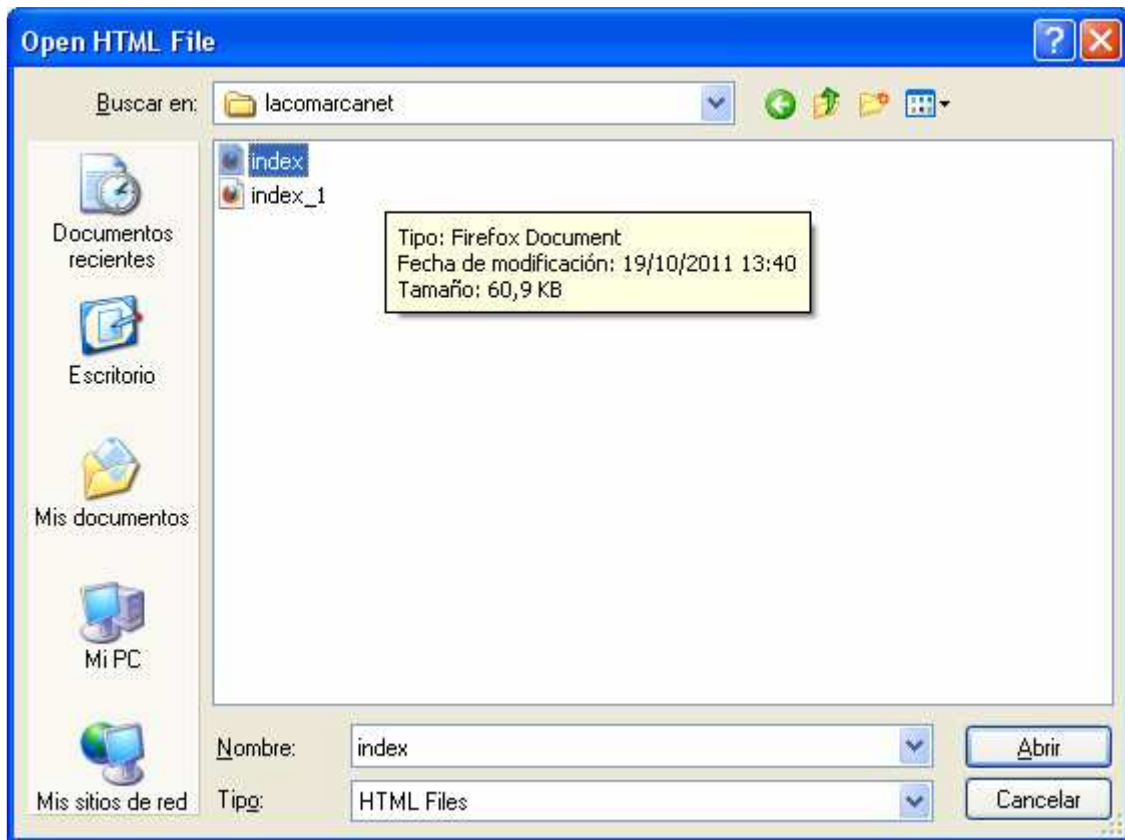 Open HTML File
Buscar en:
lacomarcanet
index
index_1
Tipo: Firefox Document
Fecha de modificación: 19/10/2011 13:40
Tamaño: 60,9 KB
Documentos
recientes
Escritorio
Mis documentos
Mi PC
Mis sitios de red
Nombre:
index
Abrir
Tipo:
HTML Files
Cancelar